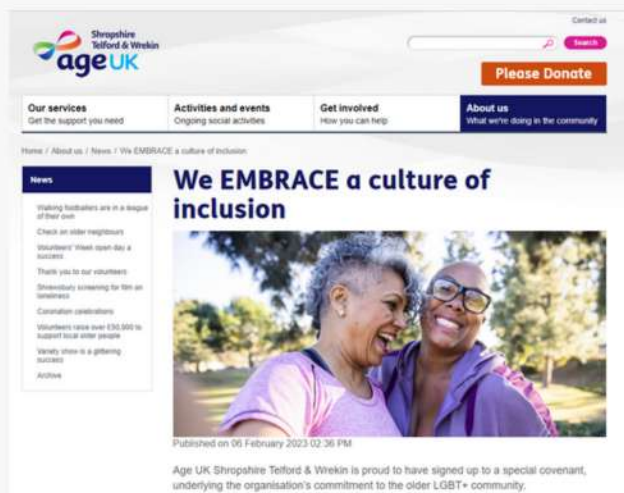 Contact us
Shropshire
Telford & Wrekin
age UK
Search
Please Donate
Our services
Get the support you need
Activities and events
Ongoing social activities
Get involved
How you can help
About us
What we're doing in the community
Home / About us / News / We EMBRACE a culture of inclusion
News
Walking footballers are in a league
of their own
Check on older neighbours
Volunteers' Week open day a
success
Thank you to our volunteers
Shrewsbury screening for film on
loneliness
Coronation celebrations
Volunteers raise over £50,000 to
support local older people
Variety show is a glittering
success
Archive
We EMBRACE a culture of
inclusion
Published on 06 February 2023 02:36 PM
Age UK Shropshire Telford & Wrekin is proud to have signed up to a special covenant,
underlying the organisation's commitment to the older LGBT+ community.